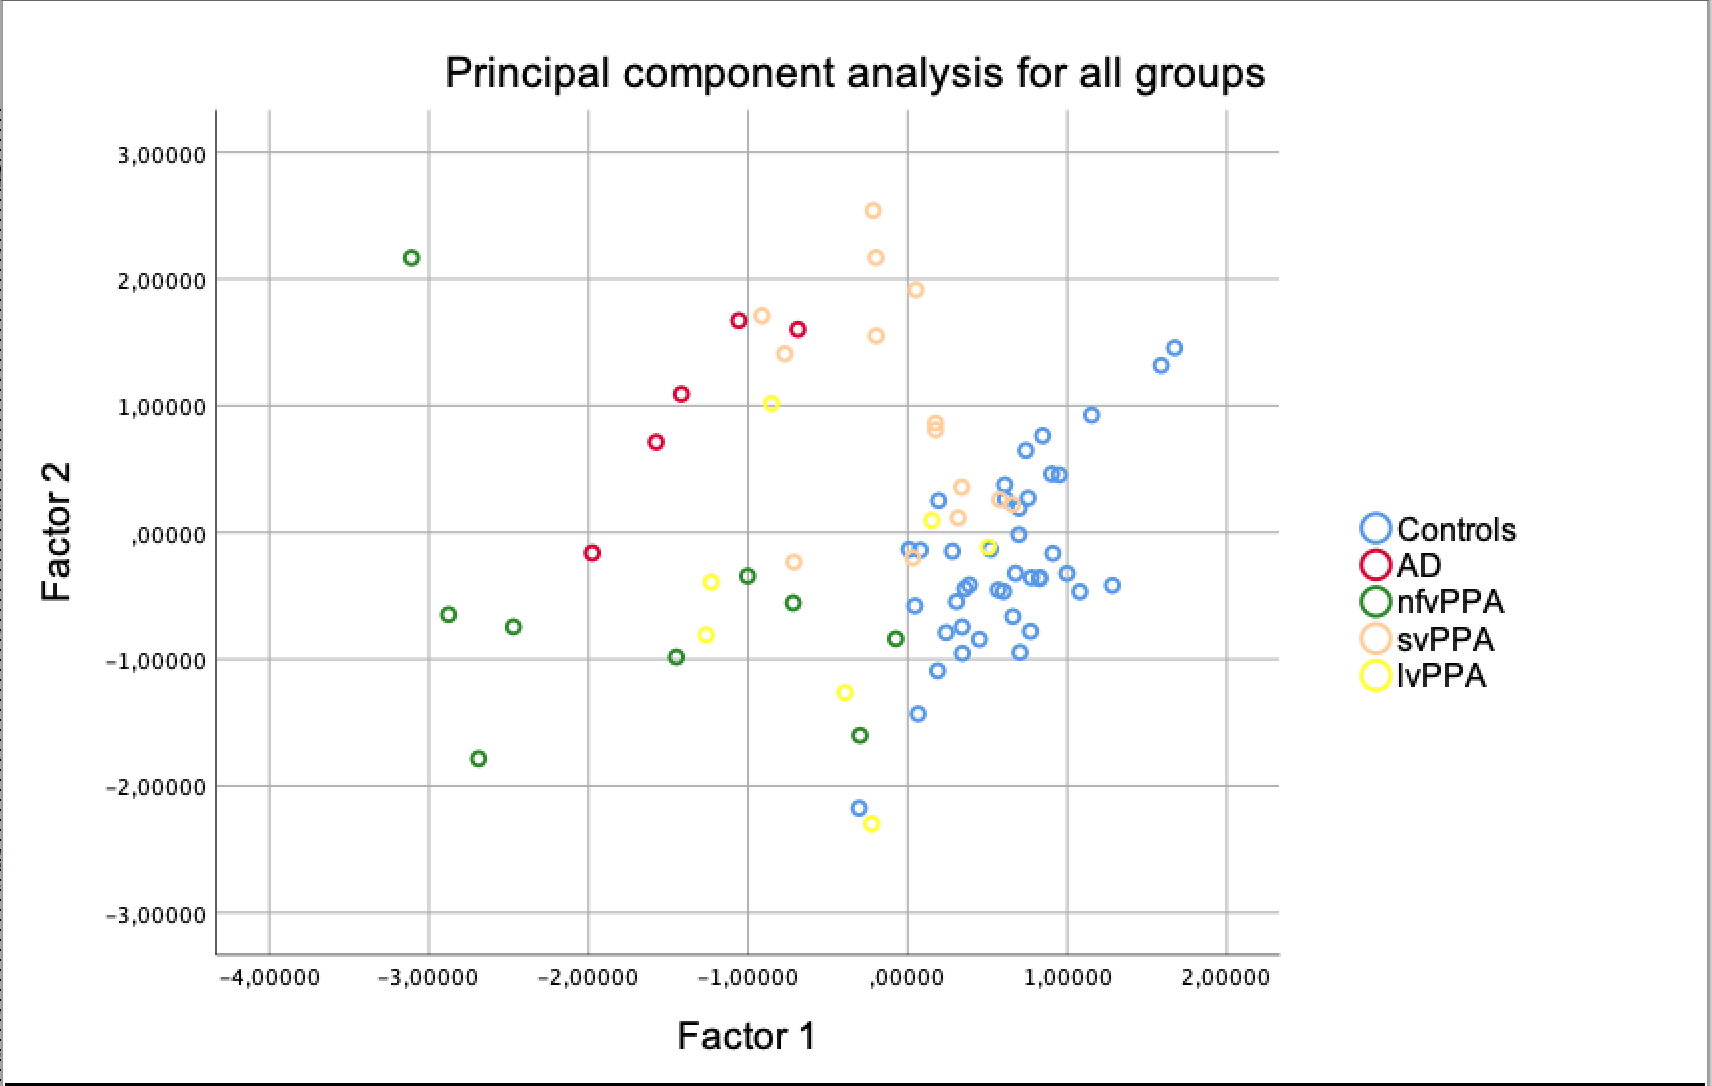 Principal component analysis for all groups
3,00000
2,00000
1,00000
,00000
−1,00000
−2,00000
−3,00000
Factor 2
−4,00000 −3,00000 −2,00000 −1,00000 ,00000 1,00000 2,00000
Factor 1
Controls
AD
nfvPPA
svPPA
lvPPA